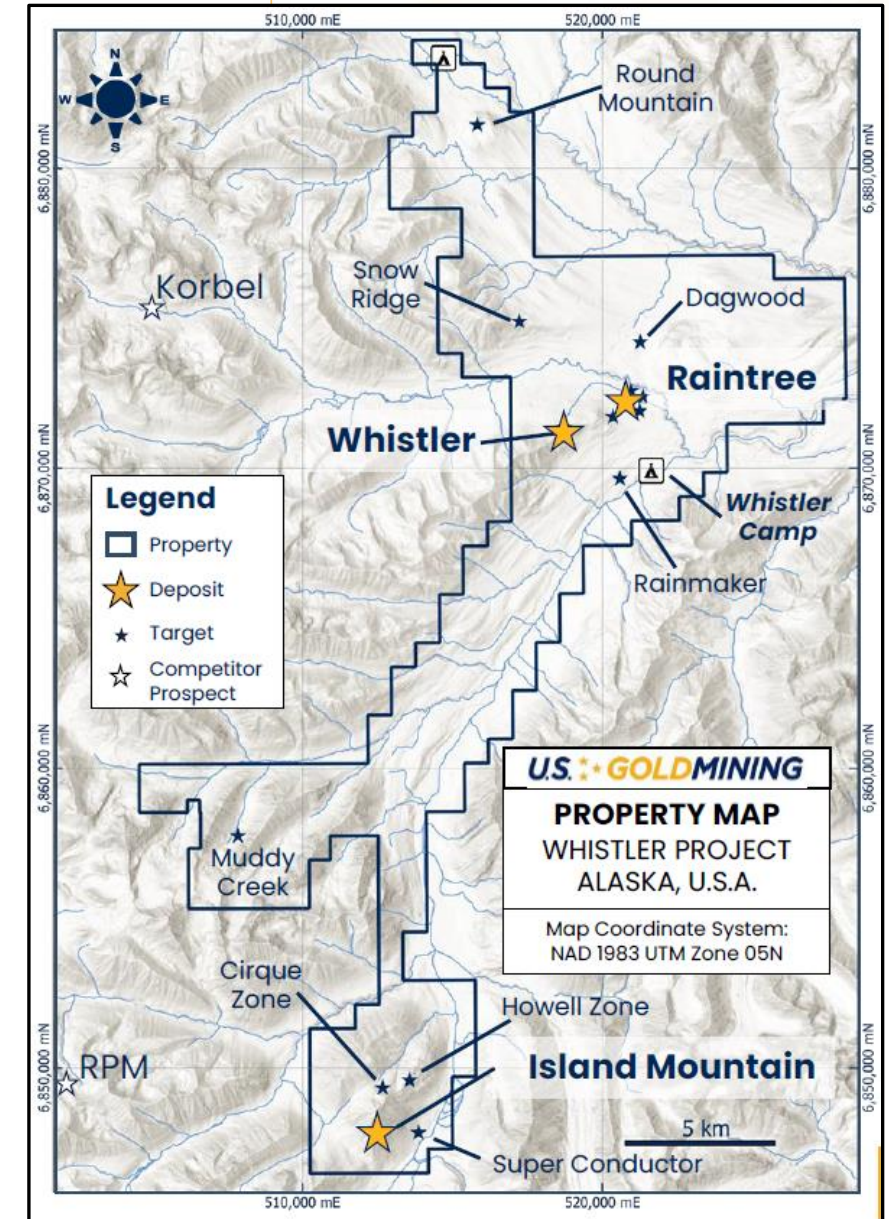 510,000 mE
520,000 mE
N
W
E
S
Round
Mountain
6,880,000 mN
6,880,000 mN
Korbel
Snow
Ridge
Dagwood
Raintree
Whistler
6,870,000 mN
6,870,000 mN
Whistler
Camp
Rainmaker
Legend
Property
Deposit
Target
Competitor
Prospect
6,860,000 mN
6,860,000 mN
U.S. GOLDMINING
PROPERTY MAP
WHISTLER PROJECT
ALASKA, U.S.A.
Map Coordinate System:
NAD 1983 UTM Zone 05N
Muddy
Creek
Cirque
Zone
Howell Zone
RPM
Island Mountain
6,850,000 mN
6,850,000 mN
5 km
Super Conductor
510,000 mE
520,000 mE